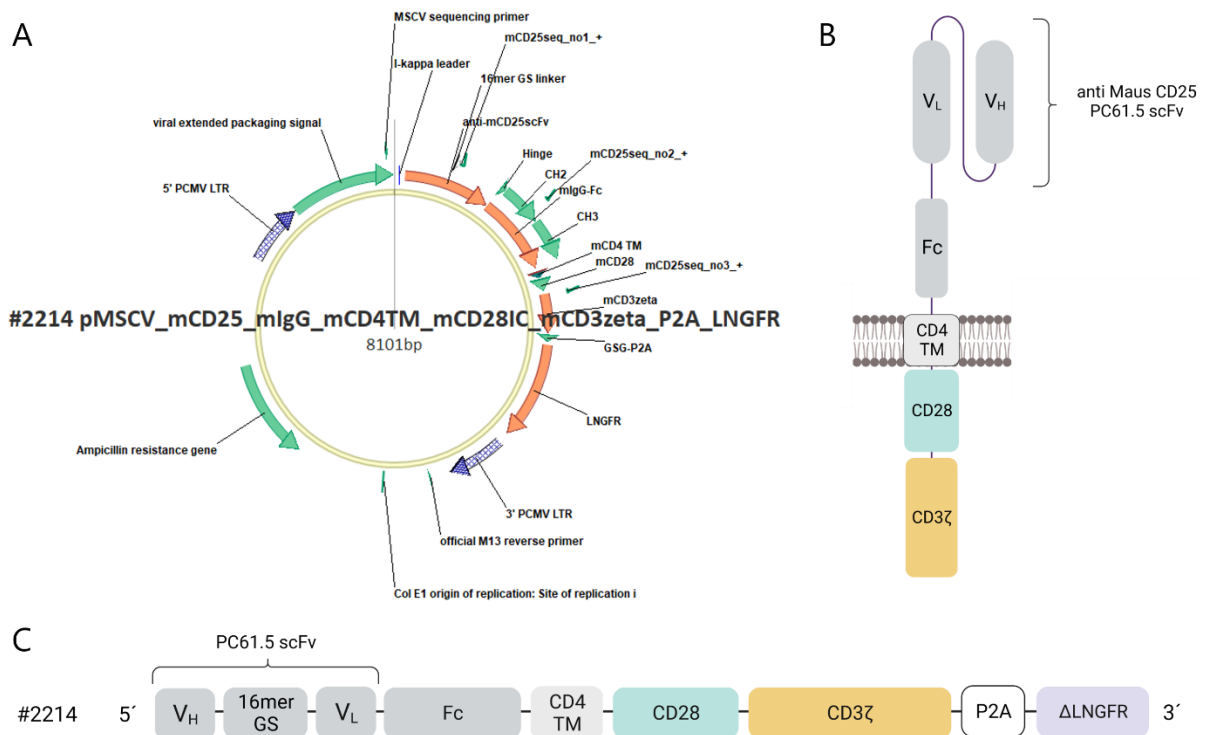 A
MSCV sequencing primer
mCD25seq_no1_+
I-kappa leader
16mer GS linker
viral extended packaging signal
anti-mCD25scFv
Hinge
mCD25seq_no2_+
CH2
mIgG-Fc
5' PCMV LTR
CH3
mCD4 TM
mCD28
mCD25seq_no3_+
mCD3zeta
#2214 pMSCV_mCD25_mIgG_mCD4TM_mCD28IC_mCD3zeta_P2A_LNGFR
8101bp
GSG-P2A
LNGFR
Ampicillin resistance gene
3' PCMV LTR
official M13 reverse primer
Col E1 origin of replication: Site of replication i
B
VL
VH
anti Maus CD25
PC61.5 scFv
Fc
CD4
TM
CD28
CD3ζ
C
PC61.5 scFv
#2214 5´ VH 16mer GS VL Fc CD4 TM CD28 CD3ζ P2A ΔLNGFR 3´